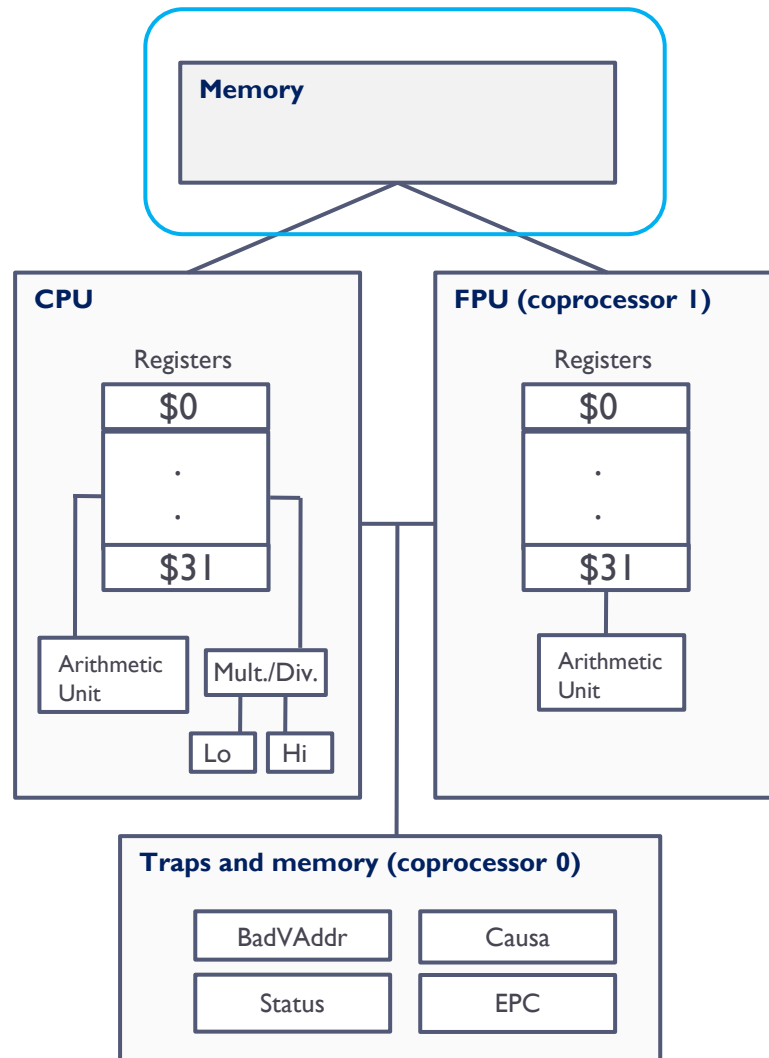 Memory
CPU
Registers
$0
.
.
$31
Arithmetic
Unit
Mult./Div.
Lo
Hi
FPU (coprocessor 1)
Registers
$0
.
.
$31
Arithmetic
Unit
Traps and memory (coprocessor 0)
BadVAddr
Causa
Status
EPC